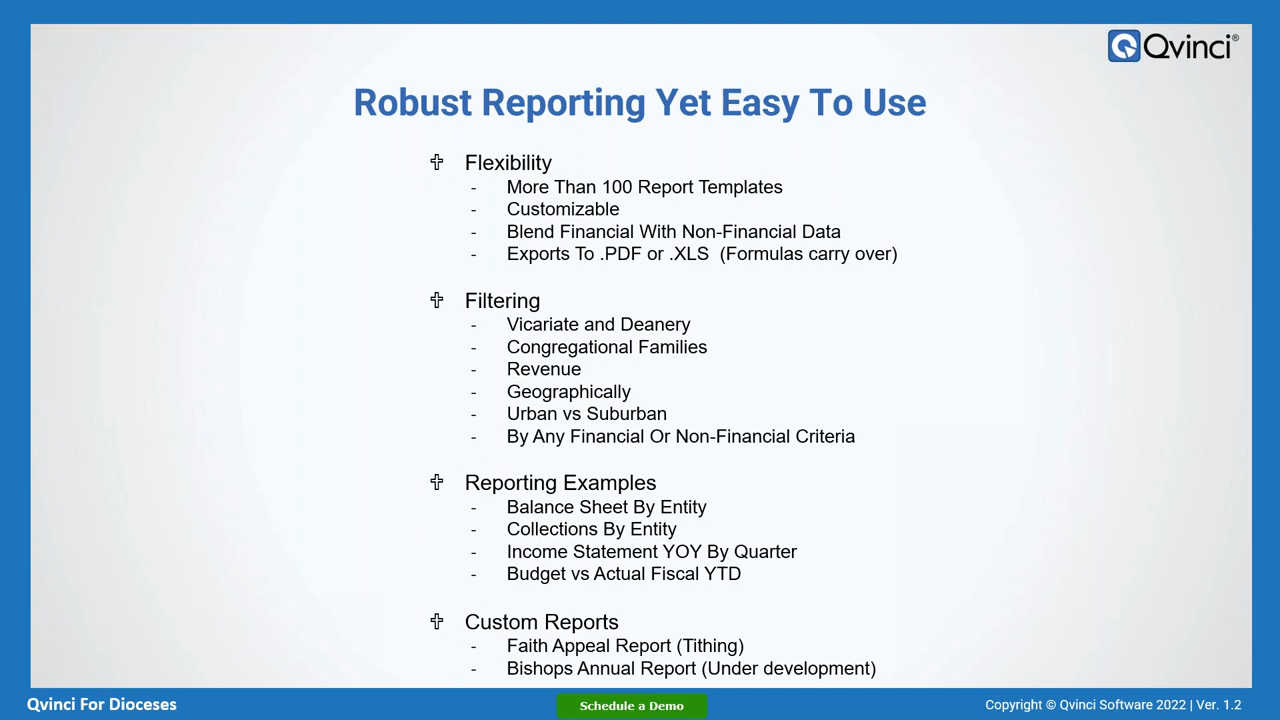 Qvinci®
Robust Reporting Yet Easy To Use
Flexibility
- More Than 100 Report Templates
- Customizable
- Blend Financial With Non-Financial Data
- Exports To .PDF or .XLS (Formulas carry over)
Filtering
- Vicariate and Deanery
- Congregational Families
- Revenue
- Geographically
- Urban vs Suburban
- By Any Financial Or Non-Financial Criteria
Reporting Examples
- Balance Sheet By Entity
- Collections By Entity
- Income Statement YOY By Quarter
- Budget vs Actual Fiscal YTD
Custom Reports
- Faith Appeal Report (Tithing)
- Bishops Annual Report (Under development)
Qvinci For Dioceses
Schedule a Demo
Copyright © Qvinci Software 2022 | Ver. 1.2